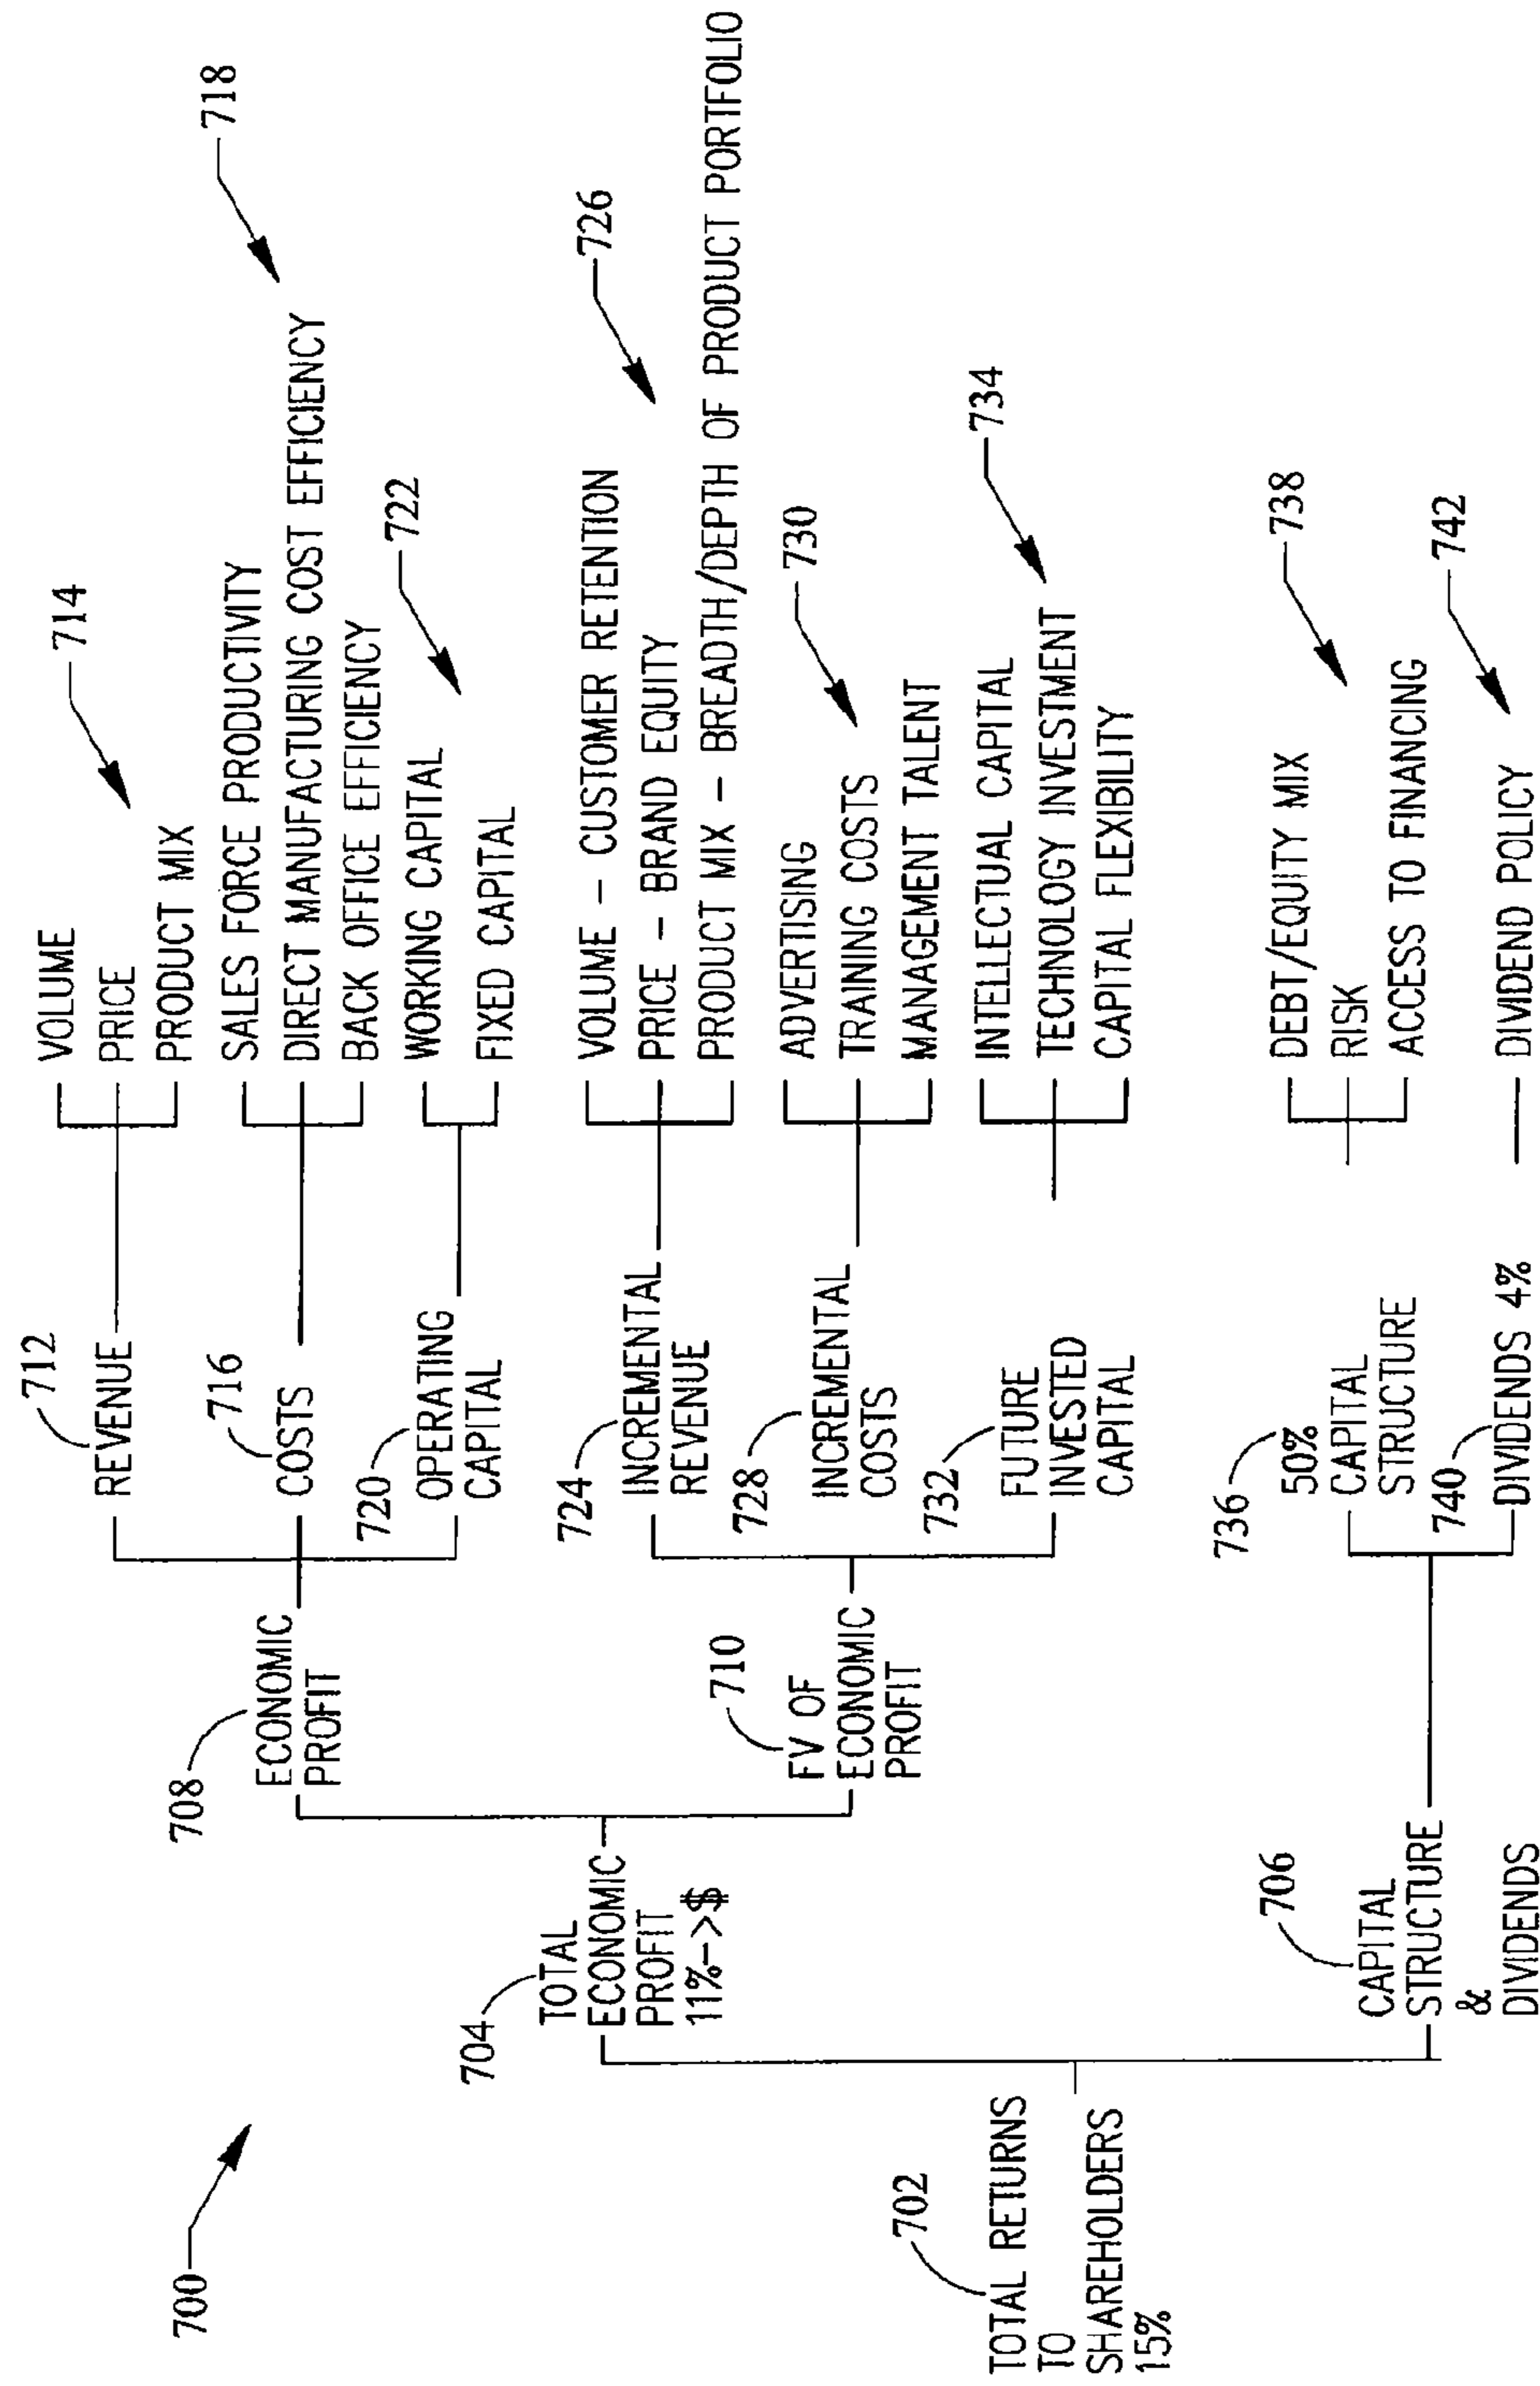 700
702
TOTAL RETURNS
TO
SHAREHOLDERS
15%
704
TOTAL
ECONOMIC
PROFIT
11%->$
706
CAPITAL
STRUCTURE
&
DIVIDENDS
708
ECONOMIC
PROFIT
710
FV OF
ECONOMIC
PROFIT
712
REVENUE
716
COSTS
720
OPERATING
CAPITAL
724
INCREMENTAL
REVENUE
728
INCREMENTAL
COSTS
732
FUTURE
INVESTED
CAPITAL
736
50%
CAPITAL
STRUCTURE
740
DIVIDENDS 4%
714
VOLUME
PRICE
PRODUCT MIX
718
SALES FORCE PRODUCTIVITY
DIRECT MANUFACTURING COST EFFICIENCY
BACK OFFICE EFFICIENCY
722
WORKING CAPITAL
FIXED CAPITAL
726
VOLUME – CUSTOMER RETENTION
PRICE – BRAND EQUITY
PRODUCT MIX – BREADTH/DEPTH OF PRODUCT PORTFOLIO
730
ADVERTISING
TRAINING COSTS
MANAGEMENT TALENT
734
INTELLECTUAL CAPITAL
TECHNOLOGY INVESTMENT
CAPITAL FLEXIBILITY
738
DEBT/EQUITY MIX
RISK
ACCESS TO FINANCING
742
DIVIDEND POLICY